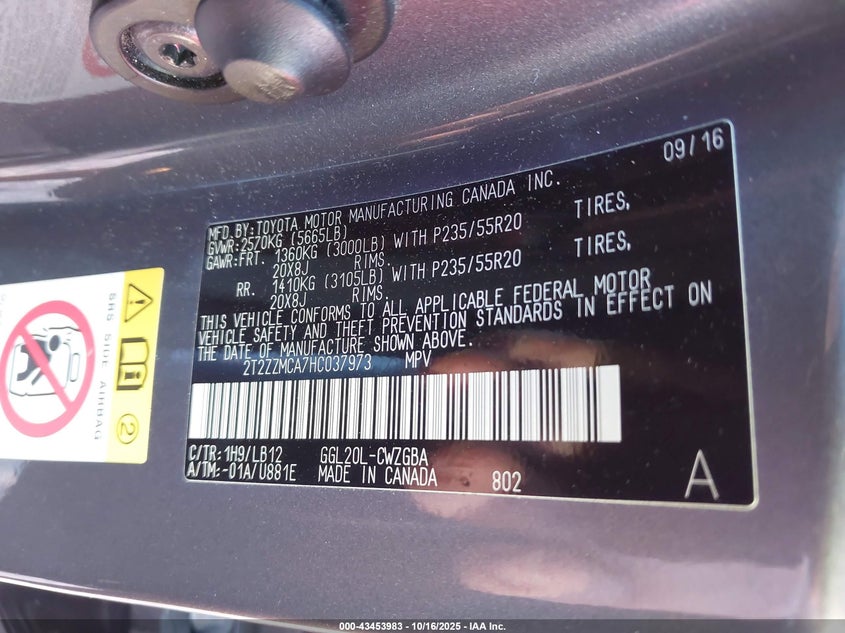 09/16
MFD.BY:TOYOTA MOTOR MANUFACTURING CANADA INC.
GVWR:2570KG (5665LB)
GAWR:FRT. 1360KG (3000LB) WITH P235/55R20 TIRES,
20X8J RIMS.
RR. 1410KG (3105LB) WITH P235/55R20 TIRES,
20X8J RIMS.
THIS VEHICLE CONFORMS TO ALL APPLICABLE FEDERAL MOTOR
VEHICLE SAFETY AND THEFT PREVENTION STANDARDS IN EFFECT ON
THE DATE OF MANUFACTURE SHOWN ABOVE.
2T2ZZMCA7HC037973 MPV
C/TR:1H9/LB12 GGL20L-CWZGBA
A/TM:-01A/U881E MADE IN CANADA 802 A
SRS SIDE AIRBAG
2
000-43453983 - 10/16/2025 - IAA Inc.